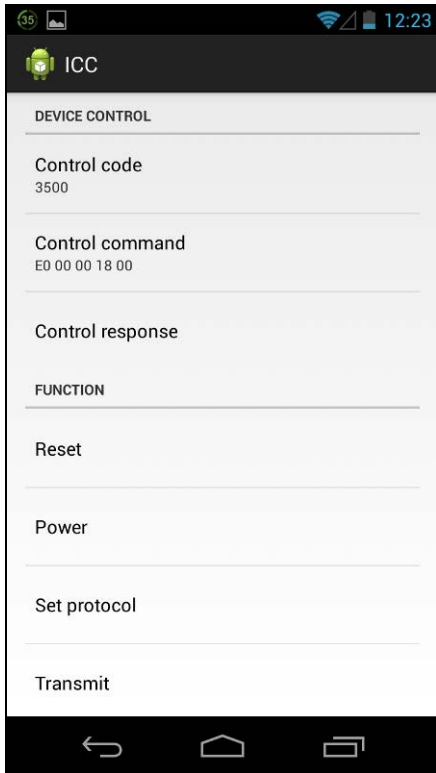 35
12:23
ICC
DEVICE CONTROL
Control code
3500
Control command
E0 00 00 18 00
Control response
FUNCTION
Reset
Power
Set protocol
Transmit